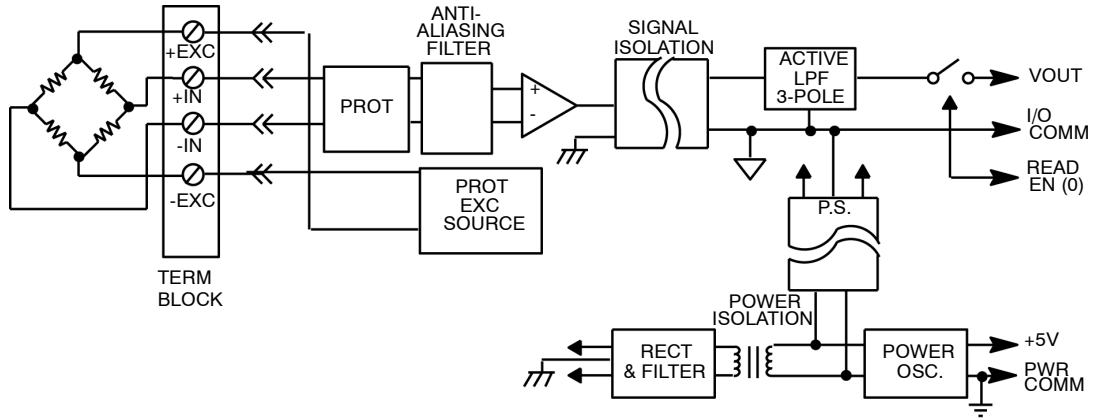 ANTI-
ALIASING
FILTER
SIGNAL
ISOLATION
+EXC
+IN
-IN
-EXC
TERM
BLOCK
PROT
+
-
PROT
EXC
SOURCE
ACTIVE
LPF
3-POLE
VOUT
I/O
COMM
READ
EN (0)
P.S.
POWER
ISOLATION
RECT
& FILTER
POWER
OSC.
+5V
PWR
COMM